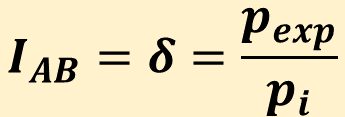 I_AB = δ = p_exp / p_i